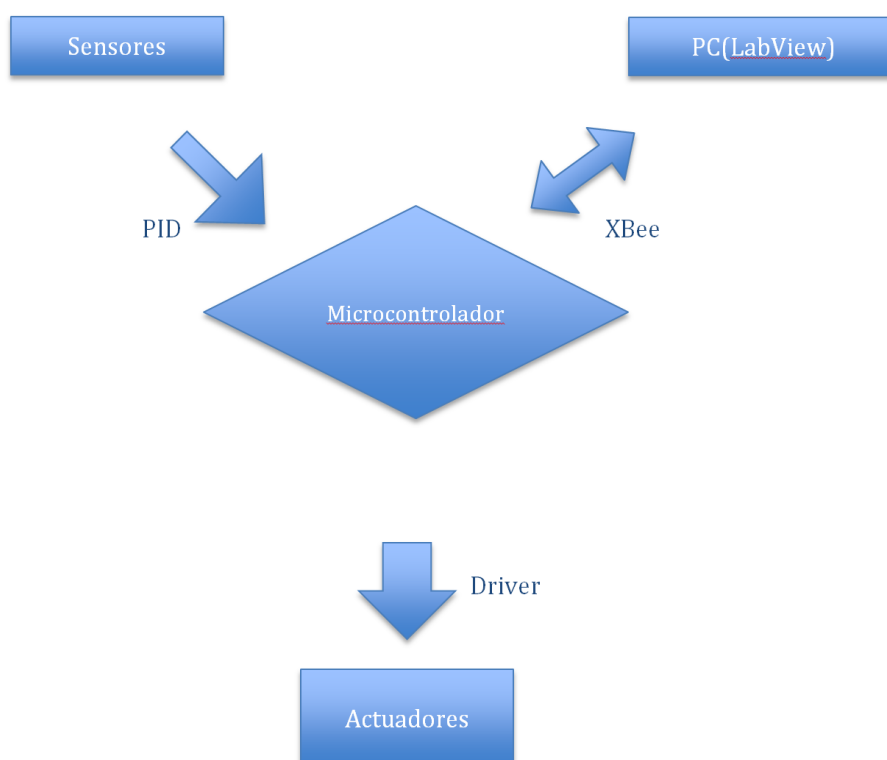 Sensores
PC(LabView)
PID
XBee
Microcontrolador
Driver
Actuadores